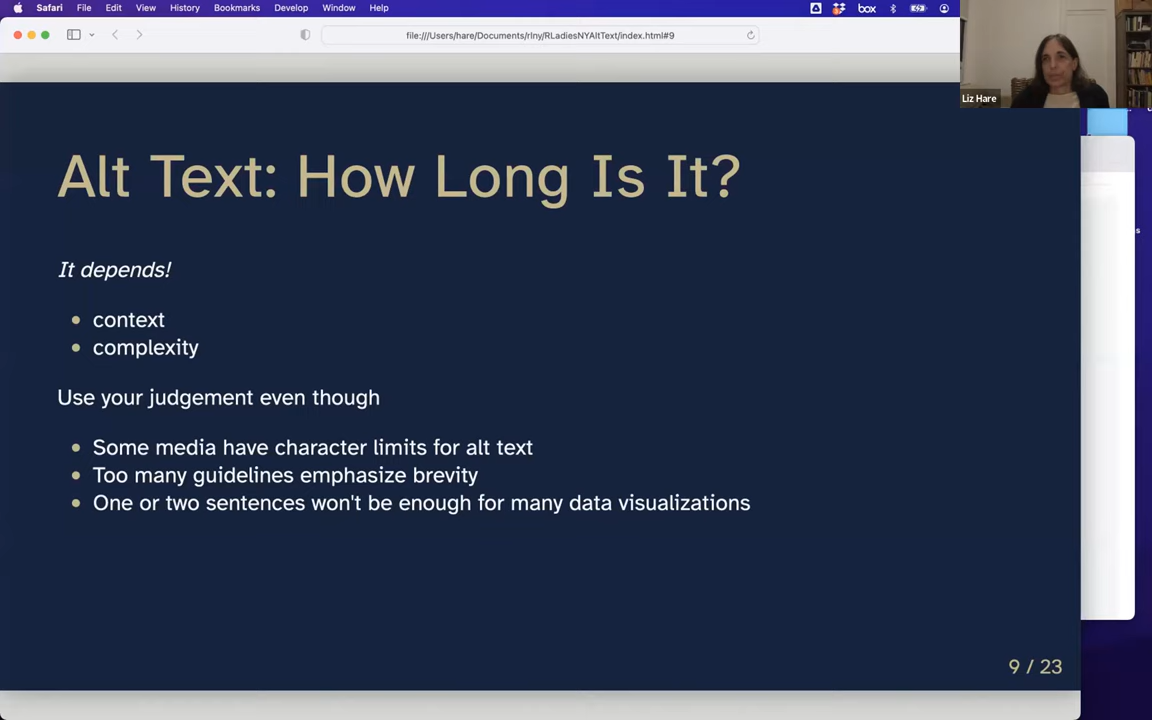 Safari File Edit View History Bookmarks Develop Window Help box
file:///Users/hare/Documents/rlny/RLadiesNYAltText/index.html#9
Liz Hare
Alt Text: How Long Is It?
It depends!
context
complexity
Use your judgement even though
Some media have character limits for alt text
Too many guidelines emphasize brevity
One or two sentences won't be enough for many data visualizations
9 / 23